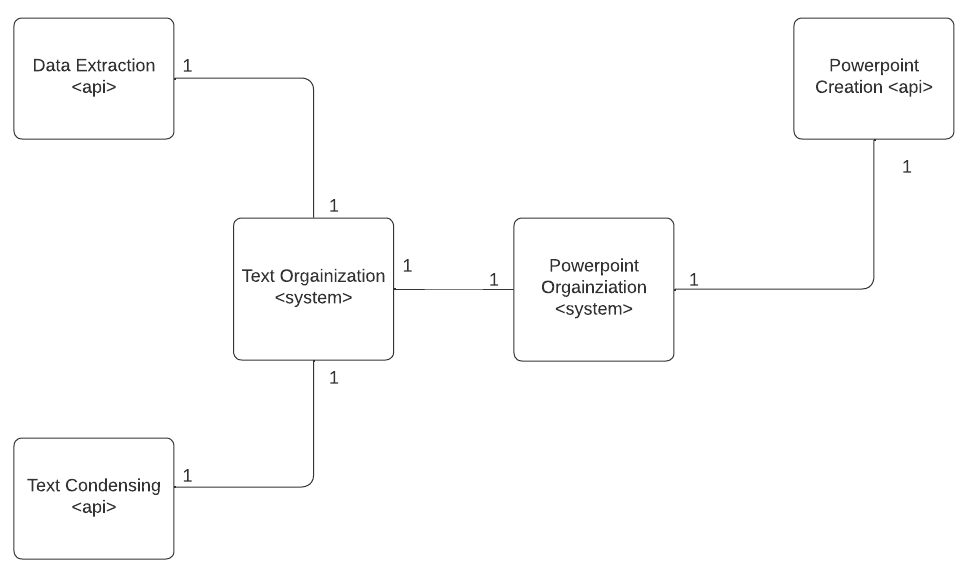 Data Extraction
<api>
1
Powerpoint
Creation <api>
1
1
Text Orgainization
<system>
1
1
Powerpoint
Orgainziation
<system>
1
1
Text Condensing
<api>
1